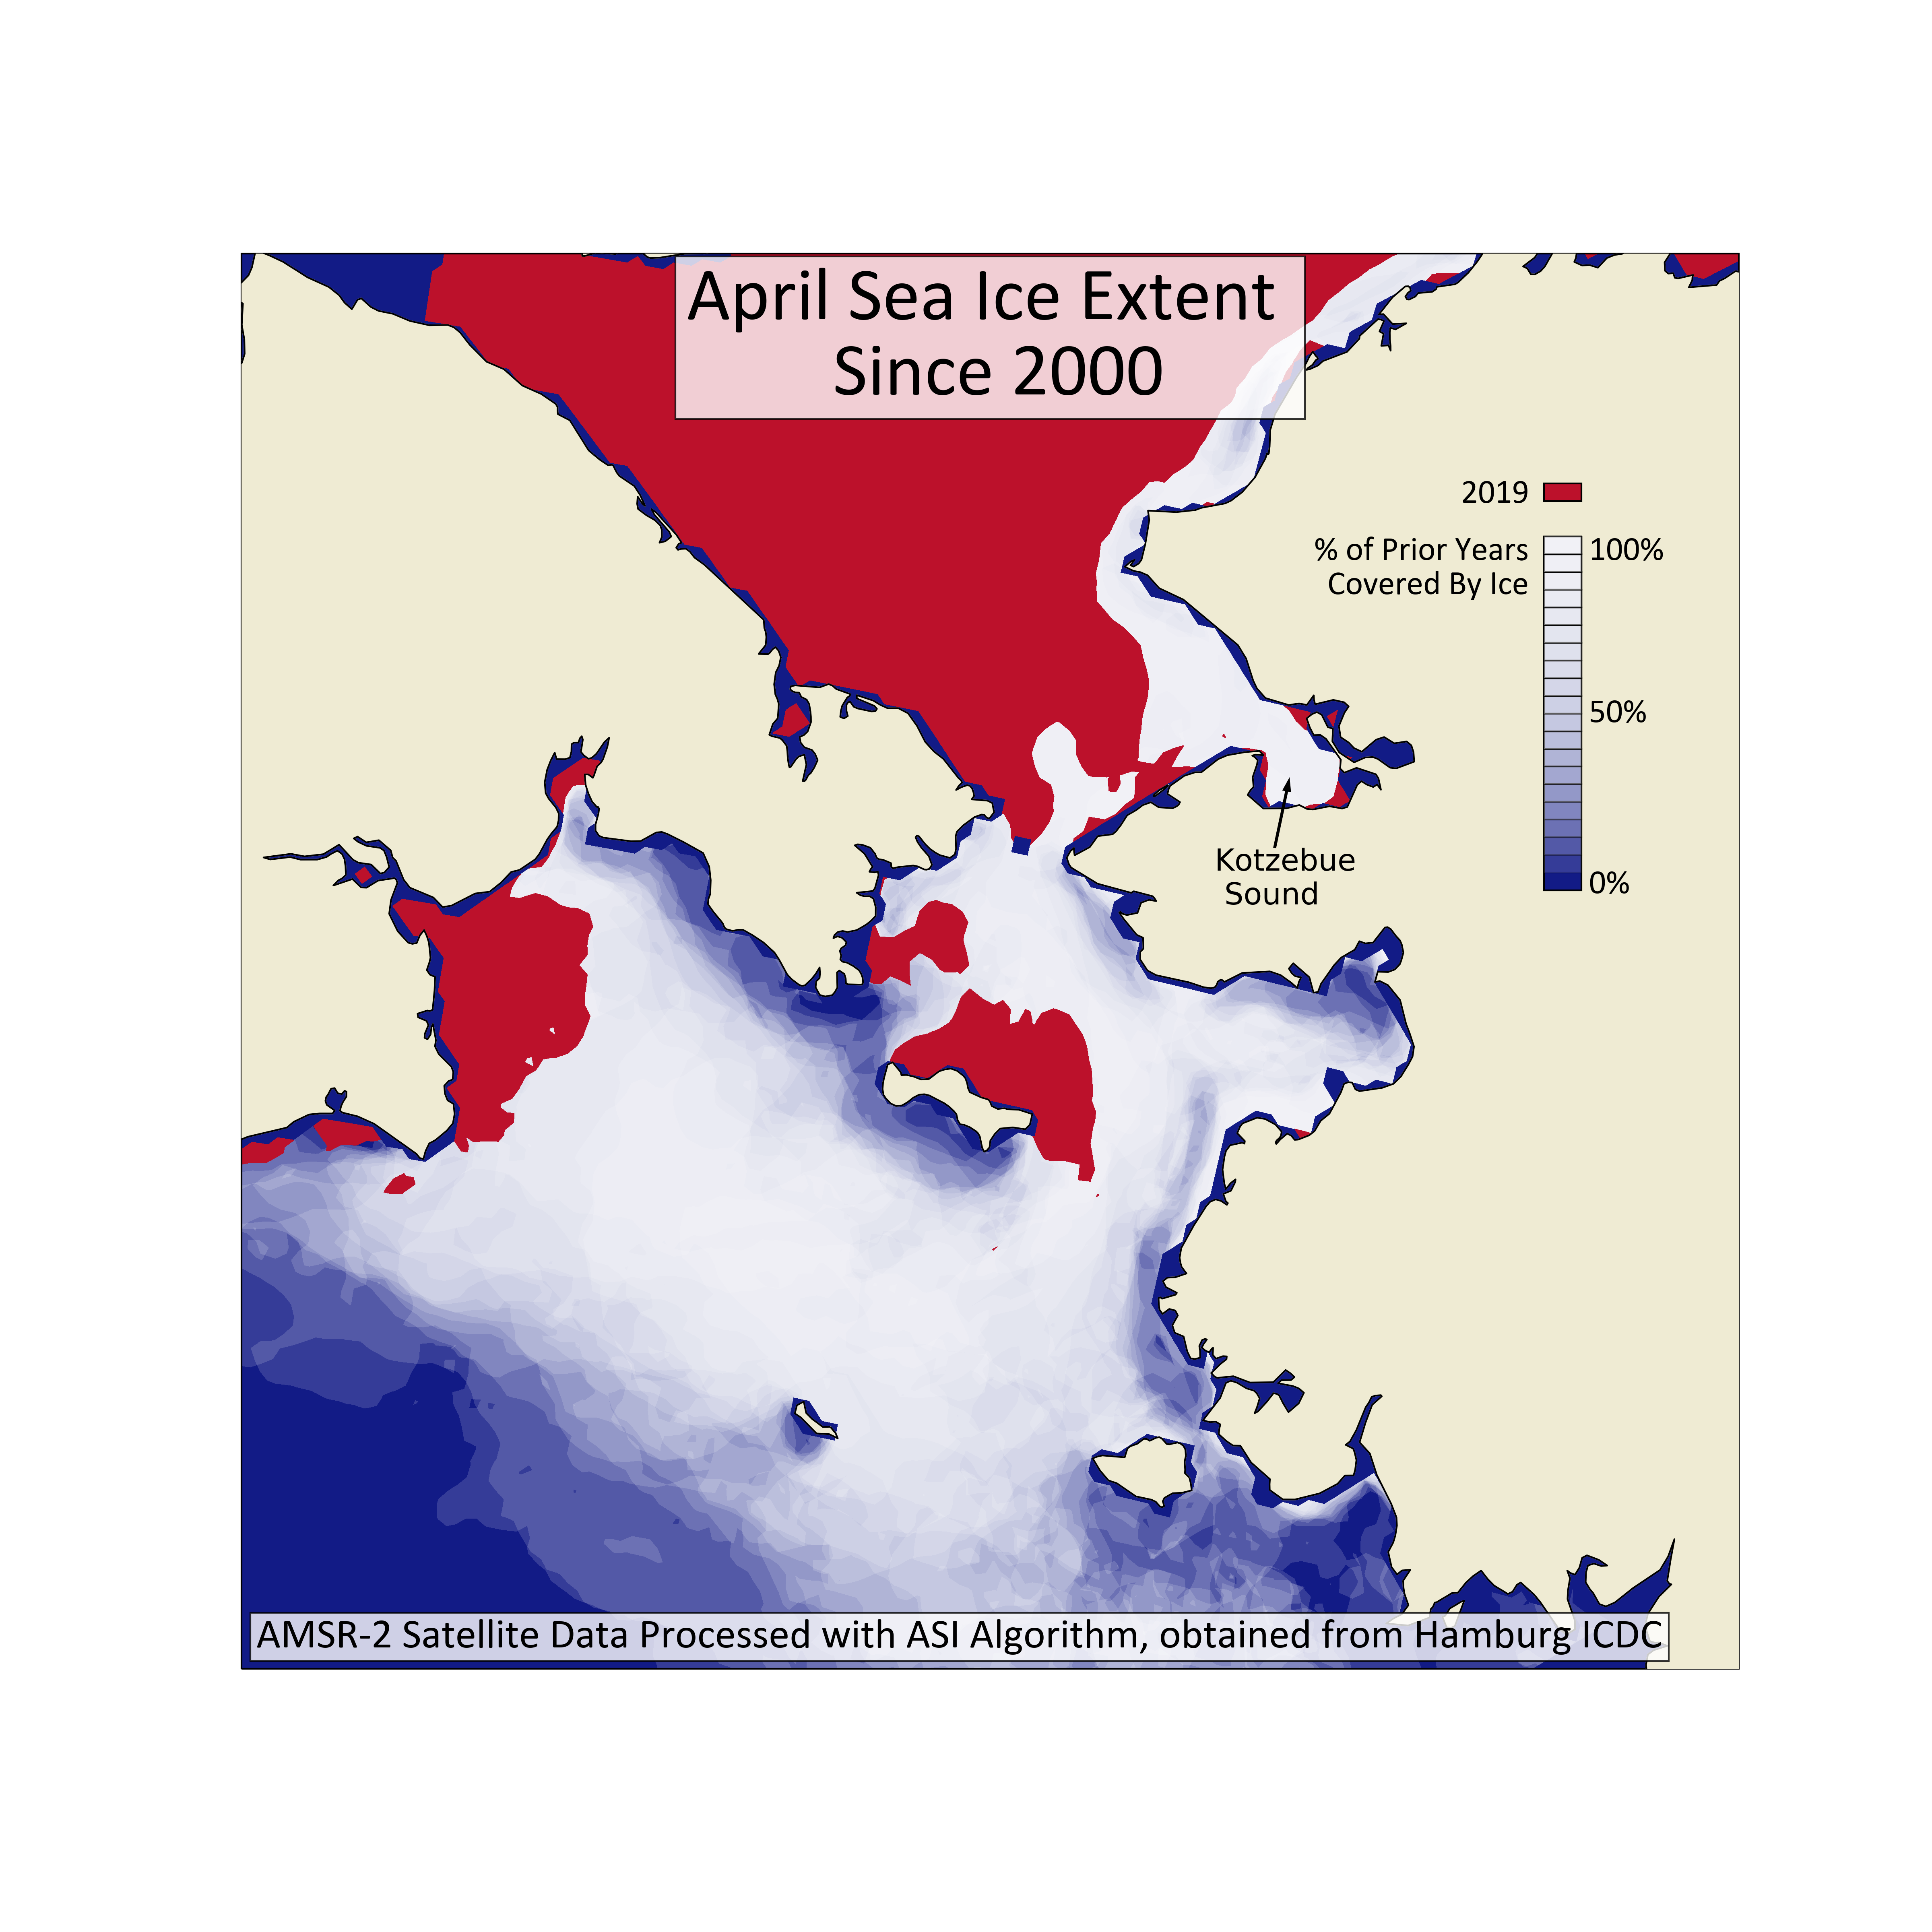 April Sea Ice Extent
Since 2000
2019
% of Prior Years
Covered By Ice
100%
50%
0%
Kotzebue
Sound
AMSR-2 Satellite Data Processed with ASI Algorithm, obtained from Hamburg ICDC